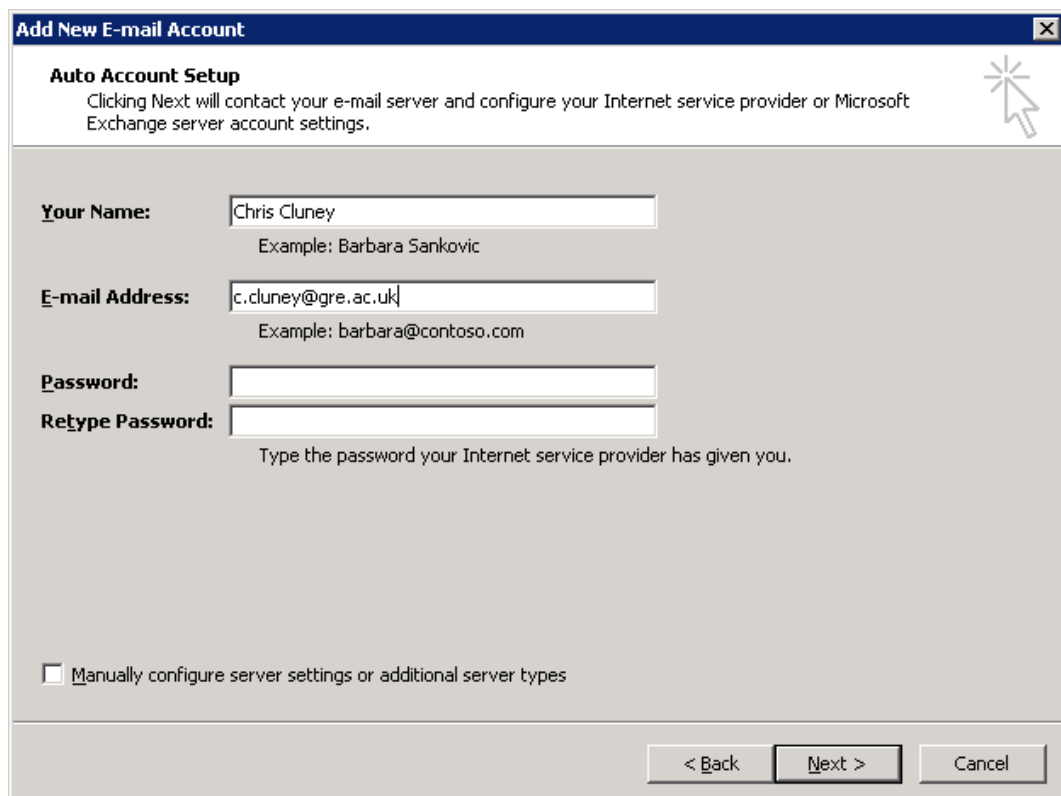 Add New E-mail Account
Auto Account Setup
Clicking Next will contact your e-mail server and configure your Internet service provider or Microsoft
Exchange server account settings.
Your Name: Chris Cluney
Example: Barbara Sankovic
E-mail Address: c.cluney@gre.ac.uk
Example: barbara@contoso.com
Password:
Retype Password:
Type the password your Internet service provider has given you.
Manually configure server settings or additional server types
< Back Next > Cancel